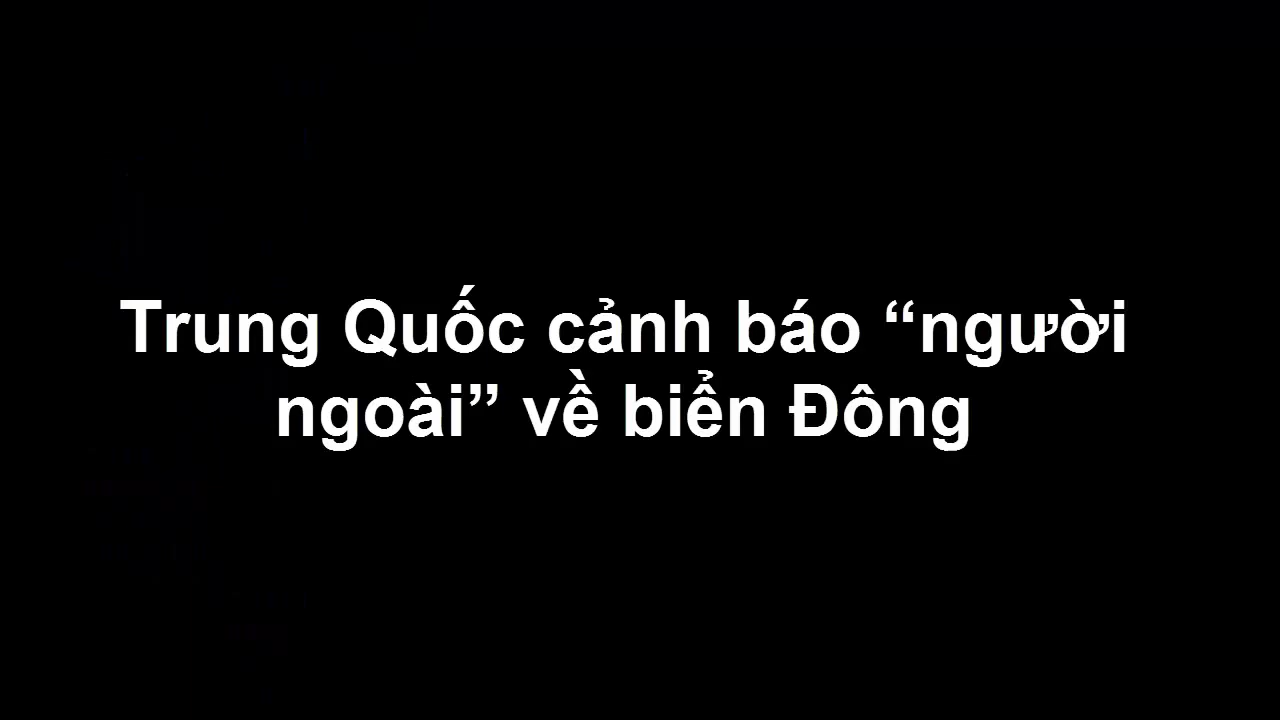 Trung Quốc cảnh báo “người
ngoài” về biển Đông